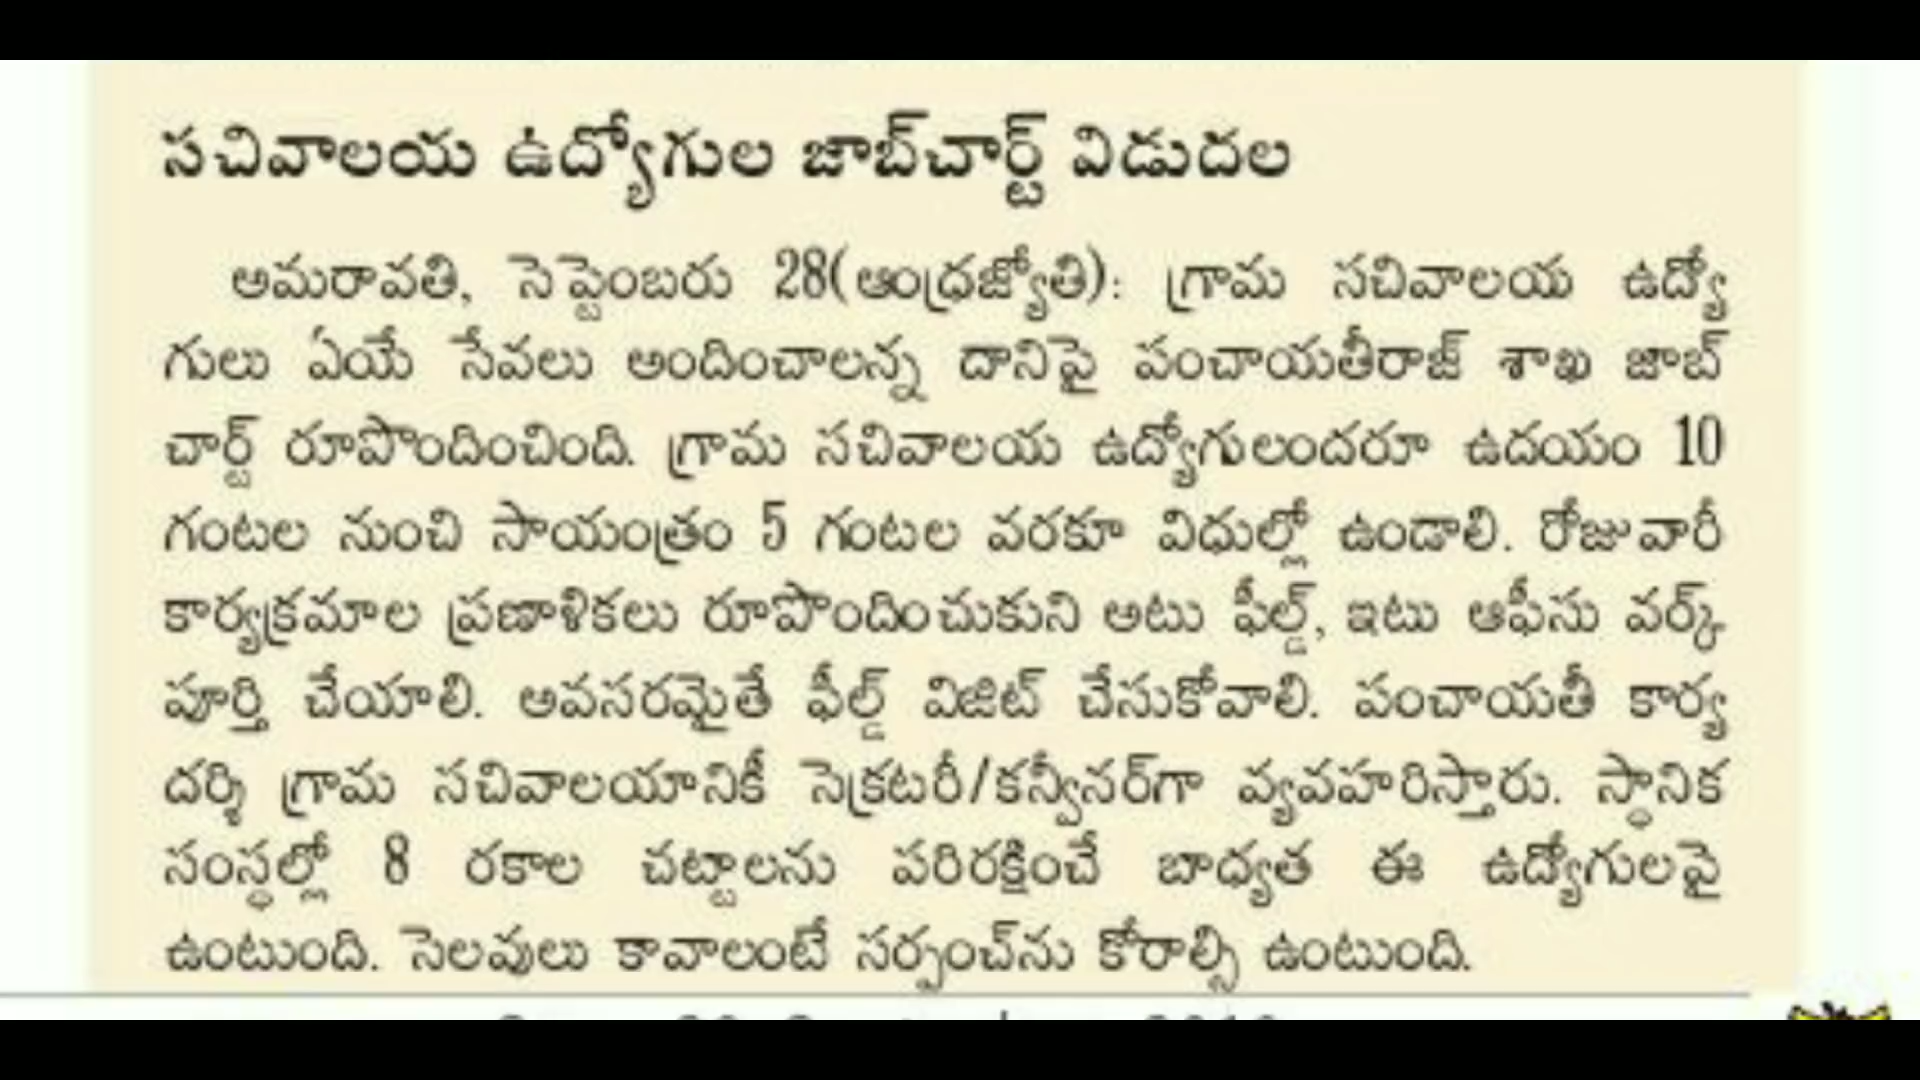 సచివాలయ ఉద్యోగుల జాబ్‌చార్ట్ విడుదల
అమరావతి, సెప్టెంబరు 28(ఆంధ్రజ్యోతి): గ్రామ సచివాలయ ఉద్యో
గులు ఏయే సేవలు అందించాలన్న దానిపై పంచాయతీరాజ్ శాఖ జాబ్
చార్ట్ రూపొందించింది. గ్రామ సచివాలయ ఉద్యోగులందరూ ఉదయం 10
గంటల నుంచి సాయంత్రం 5 గంటల వరకూ విధుల్లో ఉండాలి. రోజువారీ
కార్యక్రమాల ప్రణాళికలు రూపొందించుకుని అటు ఫీల్డ్, ఇటు ఆఫీసు వర్క్
పూర్తి చేయాలి. అవసరమైతే ఫీల్డ్ విజిట్ చేసుకోవాలి. పంచాయతీ కార్య
దర్శి గ్రామ సచివాలయానికీ సెక్రటరీ/కన్వీనర్‌గా వ్యవహరిస్తారు. స్థానిక
సంస్థల్లో 8 రకాల చట్టాలను పరిరక్షించే బాధ్యత ఈ ఉద్యోగులపై
ఉంటుంది. సెలవులు కావాలంటే సర్పంచ్‌ను కోరాల్సి ఉంటుంది.